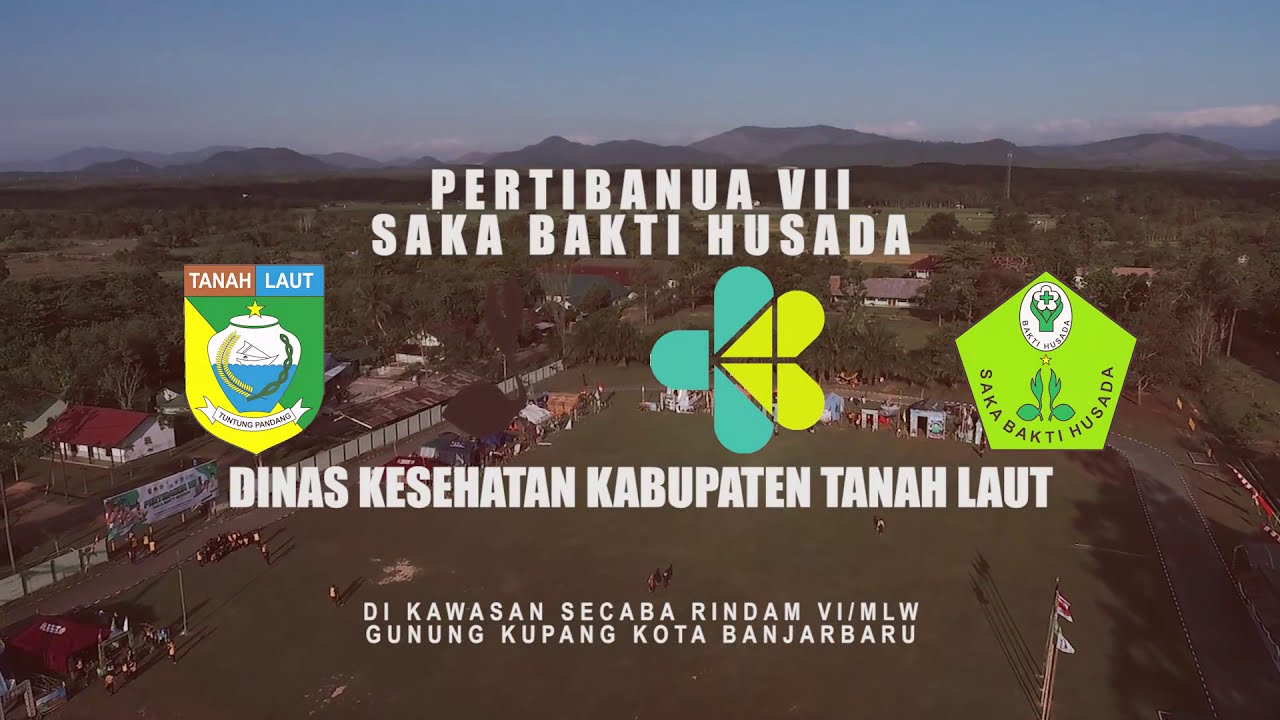 PERTIBANUA VII
SAKA BAKTI HUSADA
TANAH LAUT
TUNTUNG PANDANG
BAKTI HUSADA
SAKA BAKTI HUSADA
DINAS KESEHATAN KABUPATEN TANAH LAUT
DI KAWASAN SECABA RINDAM VI/MLW
GUNUNG KUPANG KOTA BANJARBARU